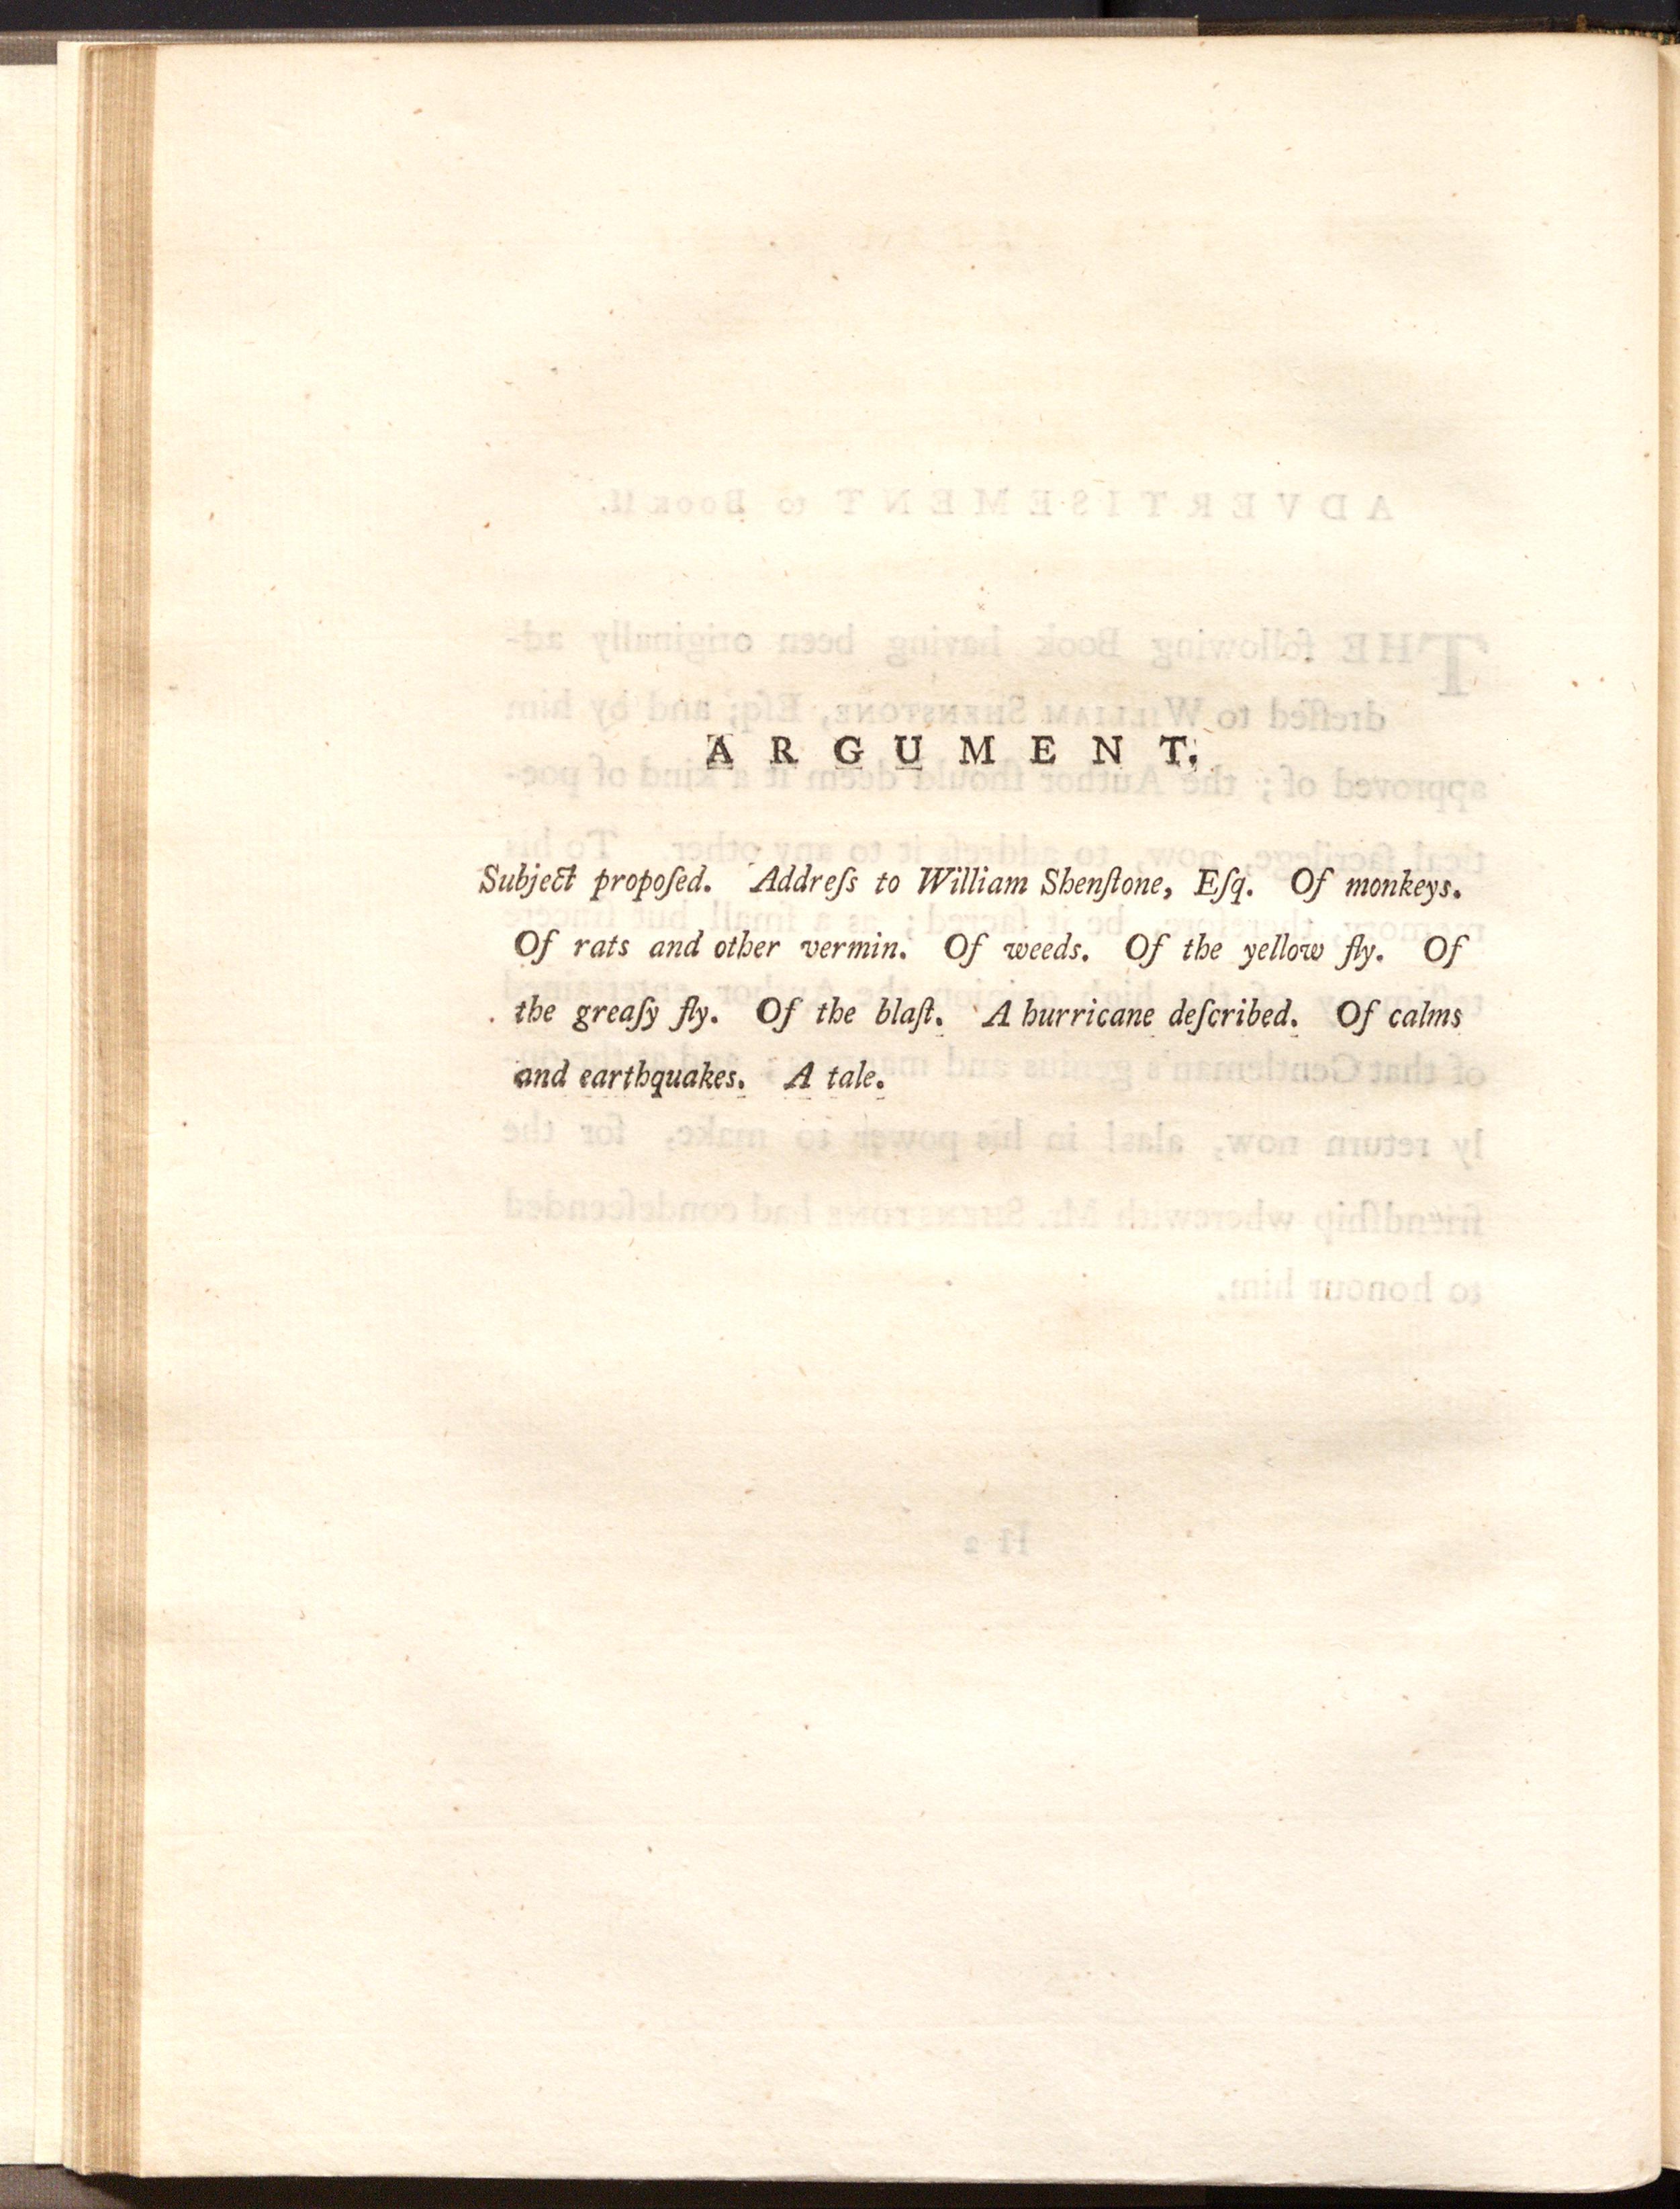 ARGUMENT.
Subject propoſed. Addreſs to William Shenſtone, Eſq. Of monkeys.
Of rats and other vermin. Of weeds. Of the yellow fly. Of
the greaſy fly. Of the blaſt. A hurricane deſcribed. Of calms
and earthquakes. A tale.